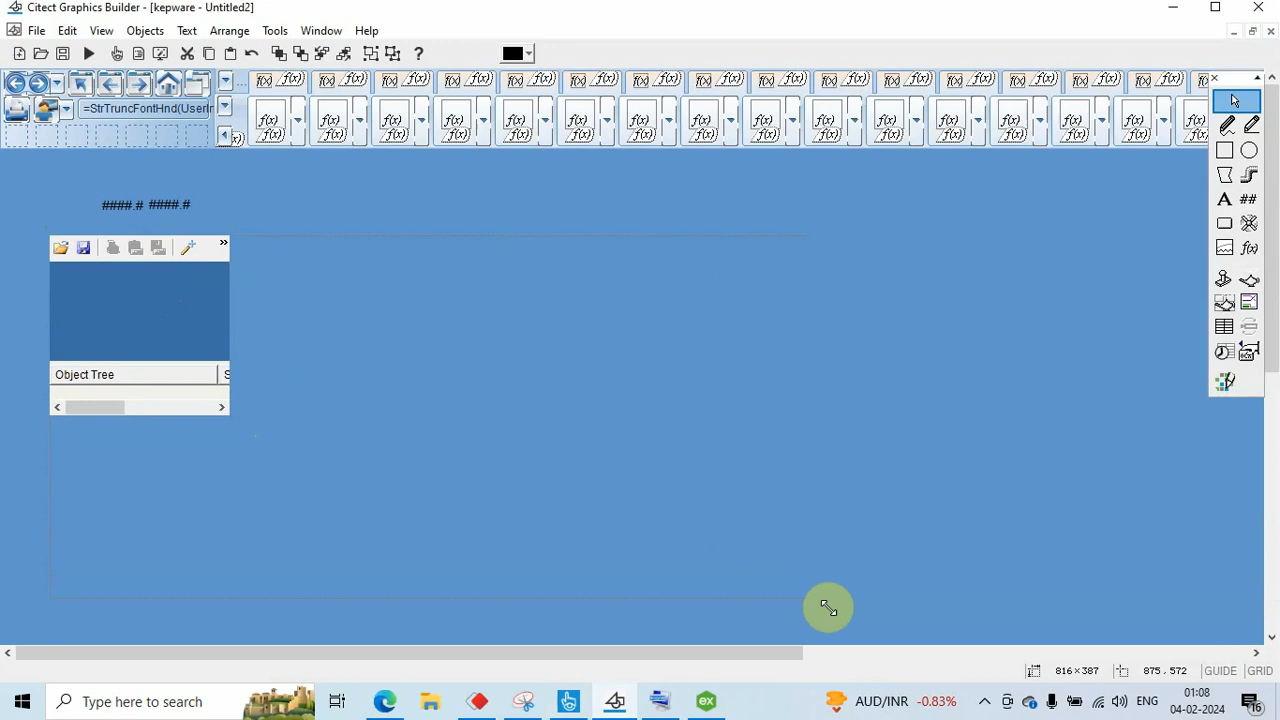 Citect Graphics Builder - [kepware - Untitled2]
File Edit View Objects Text Arrange Tools Window Help
f(x) f(x) f(x) f(x) f(x) f(x) f(x) f(x) f(x) f(x) f(x) f(x) f(x) f(x) f(x) f(x) f(x) f(x) f(x) f(x) f(x) f(x) f(x) f(x) f(x) f(x) f(x) f(x) f(x) f(x)
=StrTruncFontHnd(UserIn
f(x) f(x) f(x) f(x) f(x) f(x) f(x) f(x) f(x) f(x) f(x) f(x) f(x) f(x) f(x)
f(x) f(x) f(x) f(x) f(x) f(x) f(x) f(x) f(x) f(x) f(x) f(x) f(x) f(x) f(x)
A ##
f(x)
####.# ####.#
Object Tree S
816×387 875,572 GUIDE GRID
Type here to search
AUD/INR -0.83%
ENG
01:08
04-02-2024
16